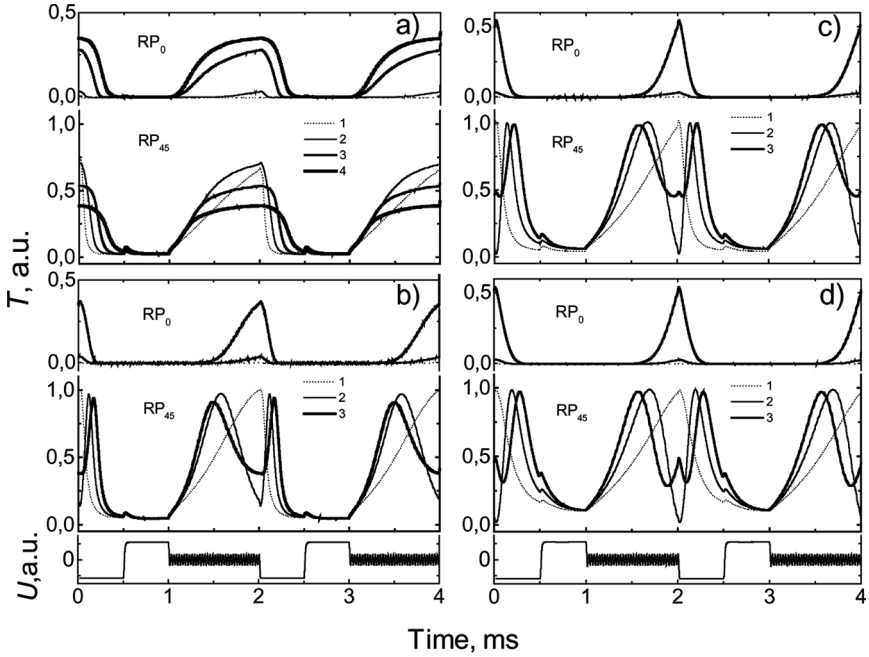 T, a.u.
U,a.u.
a)
RP0
0,5
0,0
RP45
1
2
3
4
1,0
0,5
0,0
b)
RP0
0,5
0,0
RP45
1
2
3
1,0
0,5
0,0
0
0 1 2 3 4
c)
RP0
0,5
0,0
RP45
1
2
3
1,0
0,5
0,0
d)
RP0
0,5
0,0
RP45
1
2
3
1,0
0,5
0,0
0
0 1 2 3 4
Time, ms